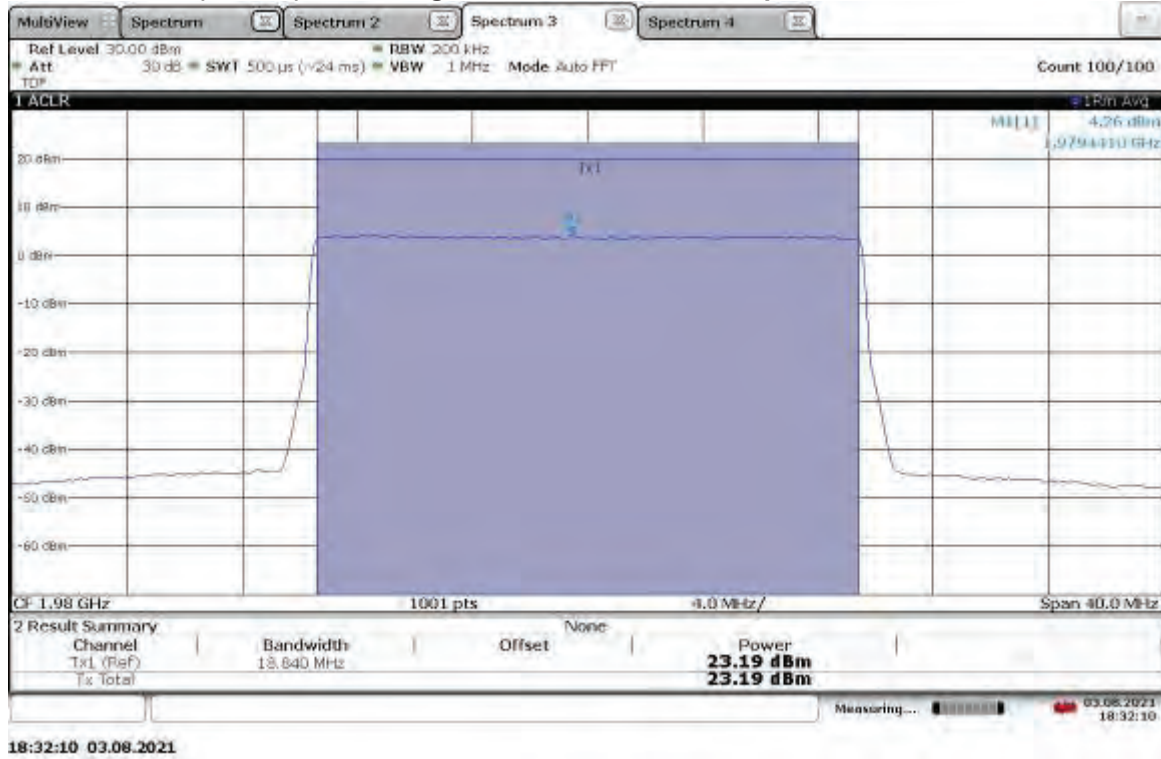 MultiView Spectrum Spectrum 2 Spectrum 3 Spectrum 4
Ref Level 30.00 dBm RBW 200 kHz
Att 30 dB SWT 500 µs (~24 ms) VBW 1 MHz Mode Auto FFT Count 100/100
TDF
1 ACLR 1Rm Avg
M1[1] 4.26 dBm
1.9794410 GHz
20 dBm
Tx1
10 dBm
M1
0 dBm
-10 dBm
-20 dBm
-30 dBm
-40 dBm
-50 dBm
-60 dBm
CF 1.98 GHz 1001 pts 4.0 MHz/ Span 40.0 MHz
2 Result Summary None
Channel Bandwidth Offset Power
Tx1 (Ref) 18.840 MHz 23.19 dBm
Tx Total 23.19 dBm
Measuring... 03.08.2021
18:32:10
18:32:10 03.08.2021